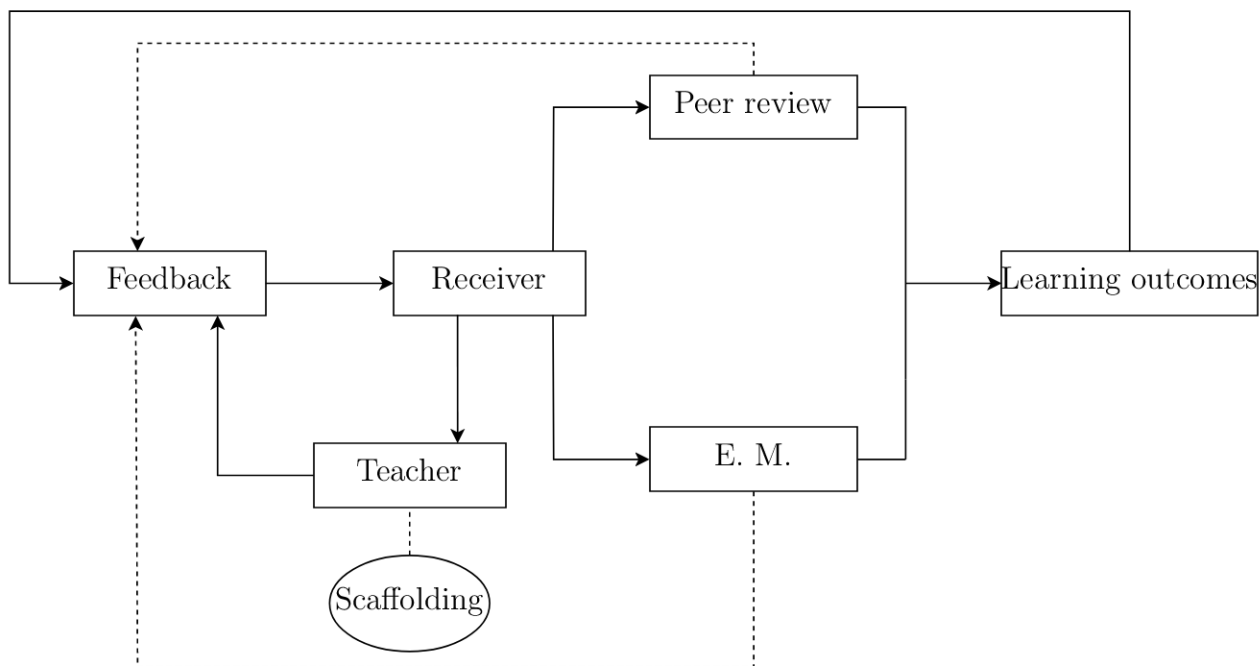 Peer review
Feedback
Receiver
Learning outcomes
Teacher
E. M.
Scaffolding